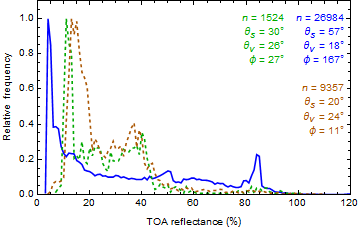 n = 1524 n = 26984
θs = 30° θs = 57°
θv = 26° θv = 18°
ϕ = 27° ϕ = 167°
n = 9357
θs = 20°
θv = 24°
ϕ = 11°
Relative frequency
1.0
0.8
0.6
0.4
0.2
0.0
0 20 40 60 80 100 120
TOA reflectance (%)